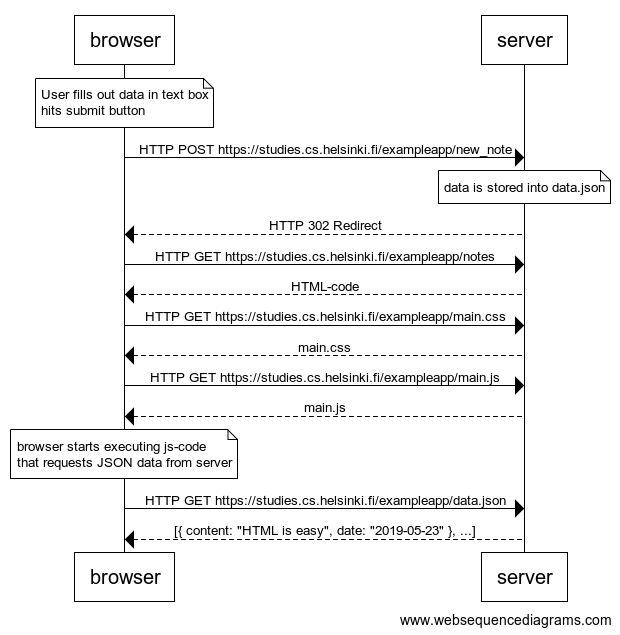 browser
server
User fills out data in text box
hits submit button
HTTP POST https://studies.cs.helsinki.fi/exampleapp/new_note
data is stored into data.json
HTTP 302 Redirect
HTTP GET https://studies.cs.helsinki.fi/exampleapp/notes
HTML-code
HTTP GET https://studies.cs.helsinki.fi/exampleapp/main.css
main.css
HTTP GET https://studies.cs.helsinki.fi/exampleapp/main.js
main.js
browser starts executing js-code
that requests JSON data from server
HTTP GET https://studies.cs.helsinki.fi/exampleapp/data.json
[{ content: "HTML is easy", date: "2019-05-23" }, ...]
browser
server
www.websequencediagrams.com